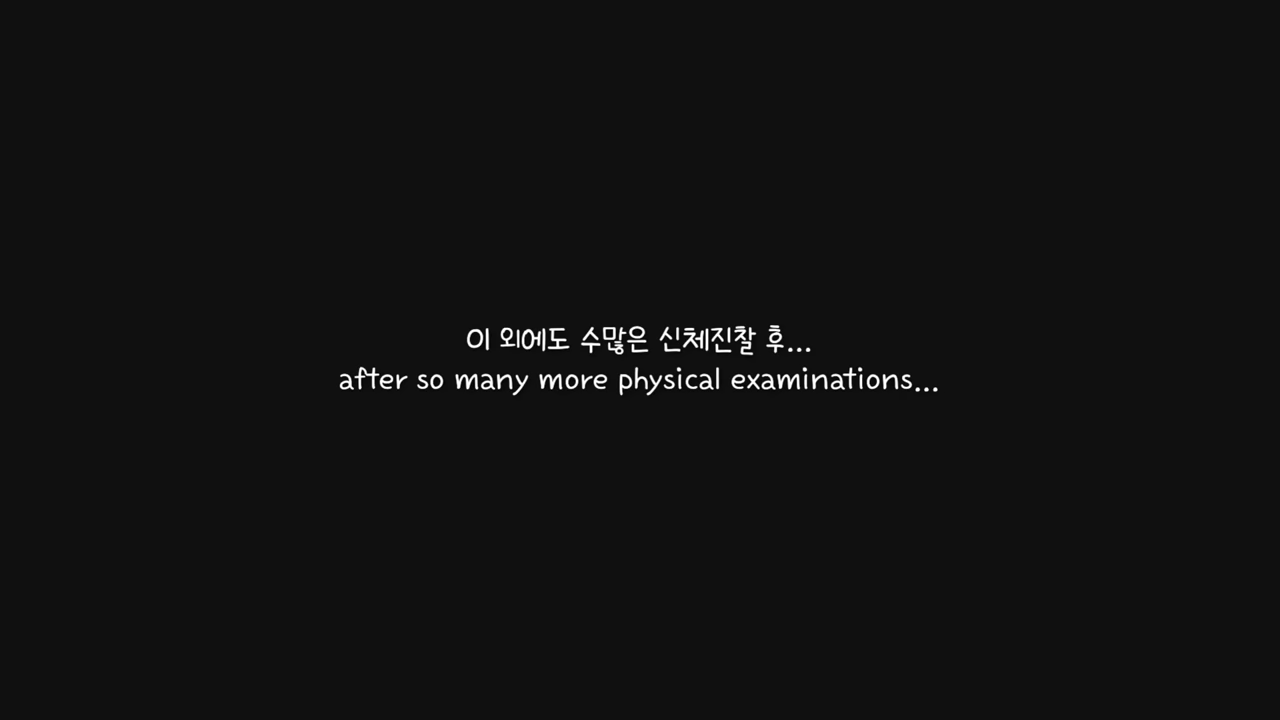 이 외에도 수많은 신체진찰 후...
after so many more physical examinations...